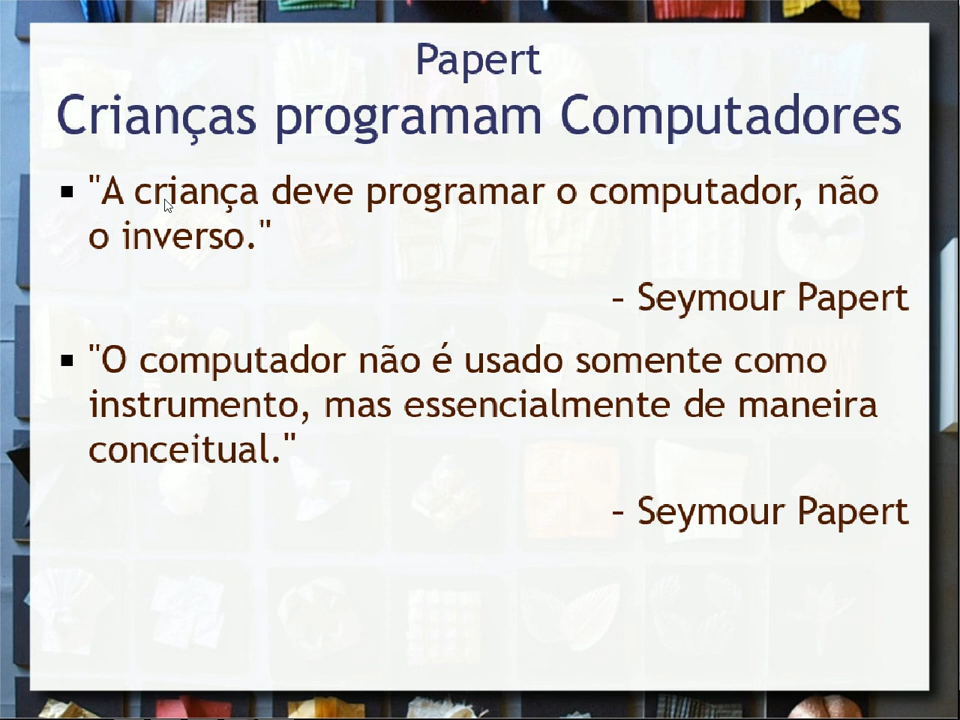 Papert
Crianças programam Computadores
"A criança deve programar o computador, não
o inverso."
– Seymour Papert
"O computador não é usado somente como
instrumento, mas essencialmente de maneira
conceitual."
– Seymour Papert